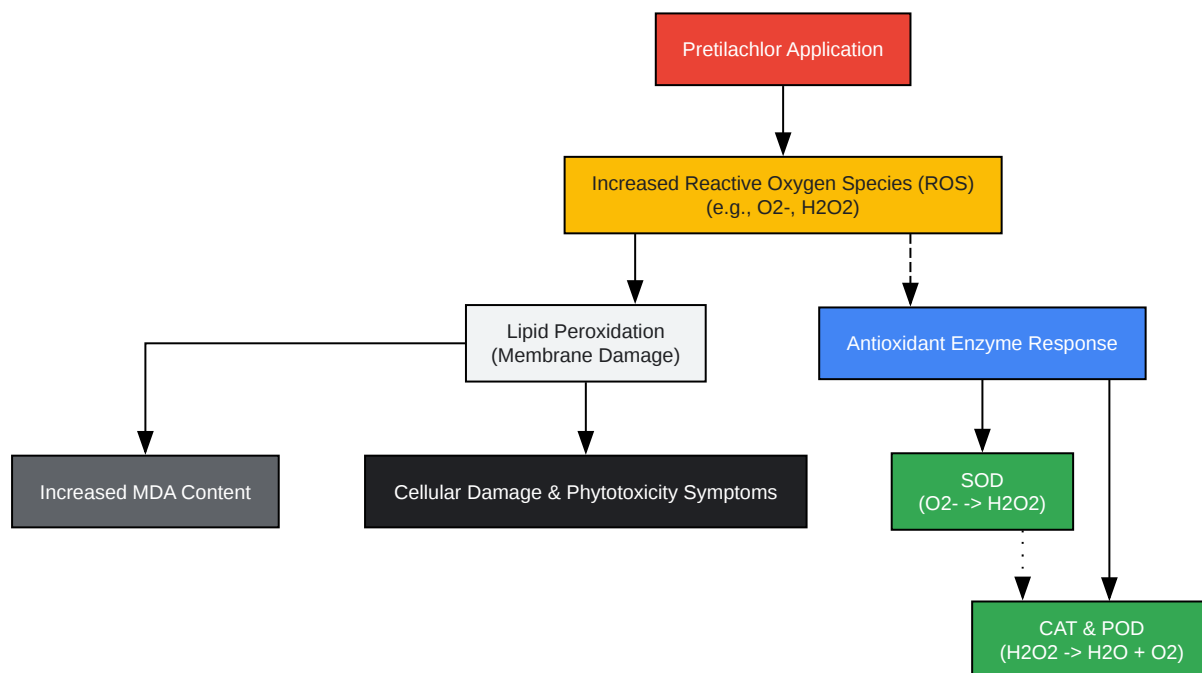 Pretilachlor Application
Increased Reactive Oxygen Species (ROS)
(e.g., O2-, H2O2)
Lipid Peroxidation
(Membrane Damage)
Antioxidant Enzyme Response
Increased MDA Content
Cellular Damage & Phytotoxicity Symptoms
SOD
(O2- -> H2O2)
CAT & POD
(H2O2 -> H2O + O2)